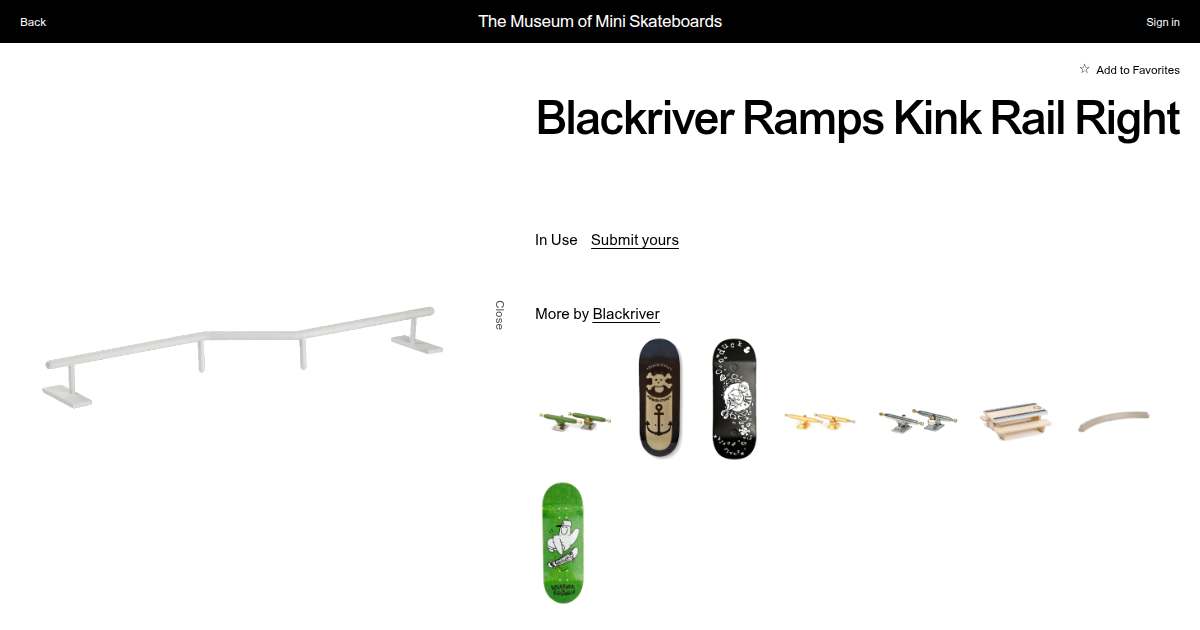 Back
The Museum of Mini Skateboards
Sign in
☆ Add to Favorites
Blackriver Ramps Kink Rail Right
In Use Submit yours
Close
More by Blackriver